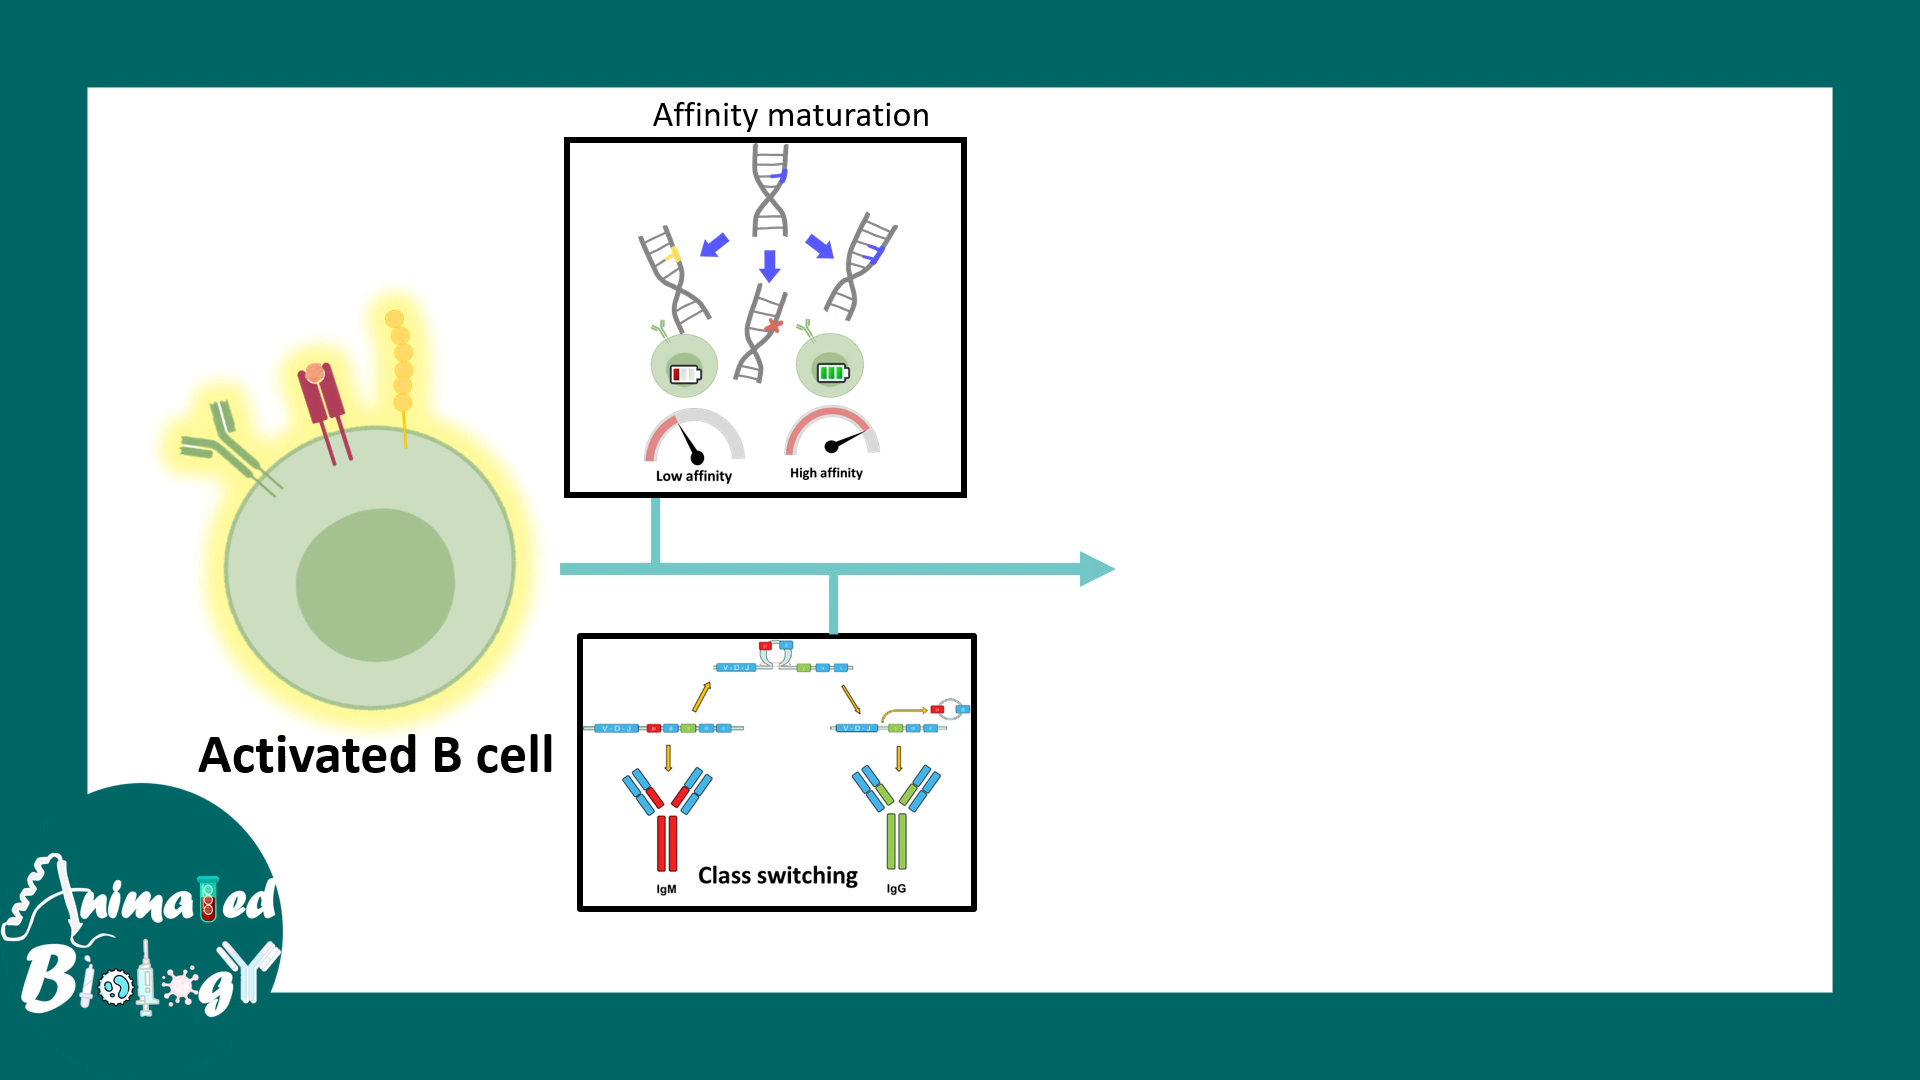 Affinity maturation
Low affinity
High affinity
Activated B cell
V - D - J
V - D - J
V - D - J
IgM
Class switching
IgG
Animated
Biology